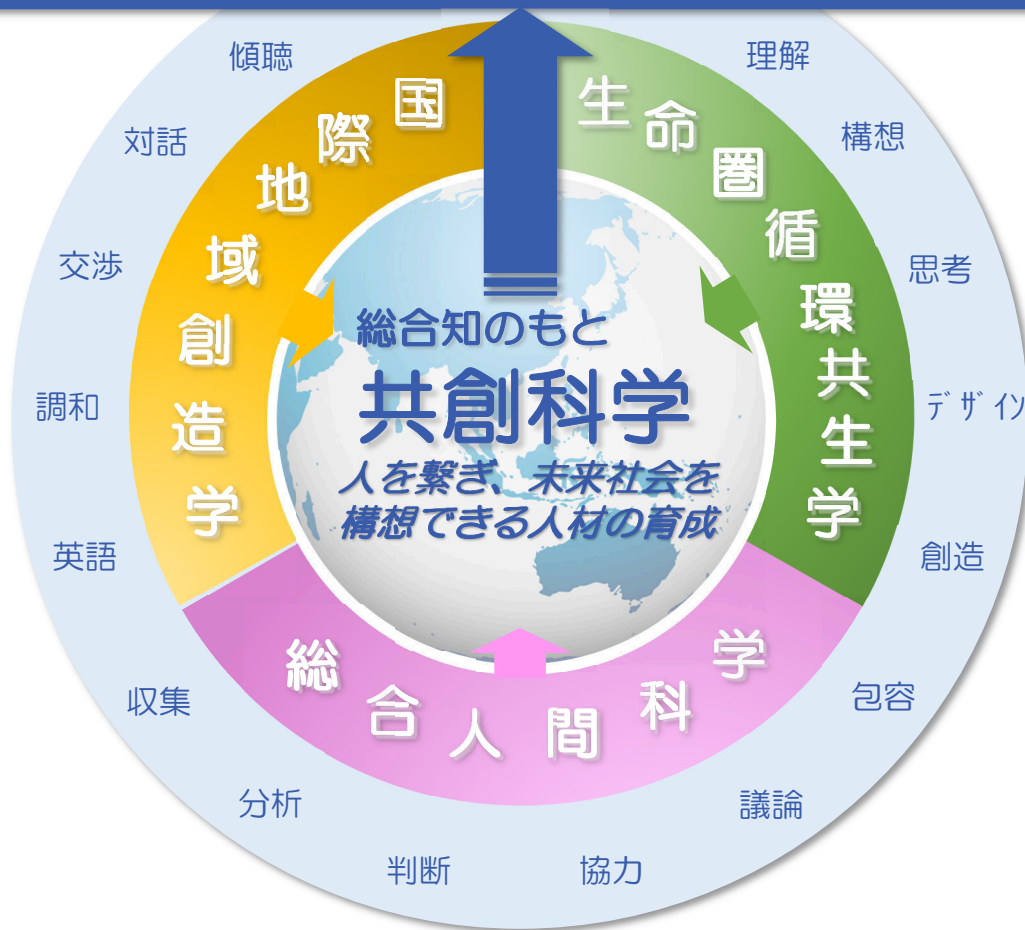 国際地域創造学
生命圏循環共生学
総合人間科学
総合知のもと
共創科学
人を繋ぎ、未来社会を
構想できる人材の育成
理解
構想
思考
デザイン
創造
包容
議論
協力
判断
分析
収集
英語
調和
交渉
対話
傾聴